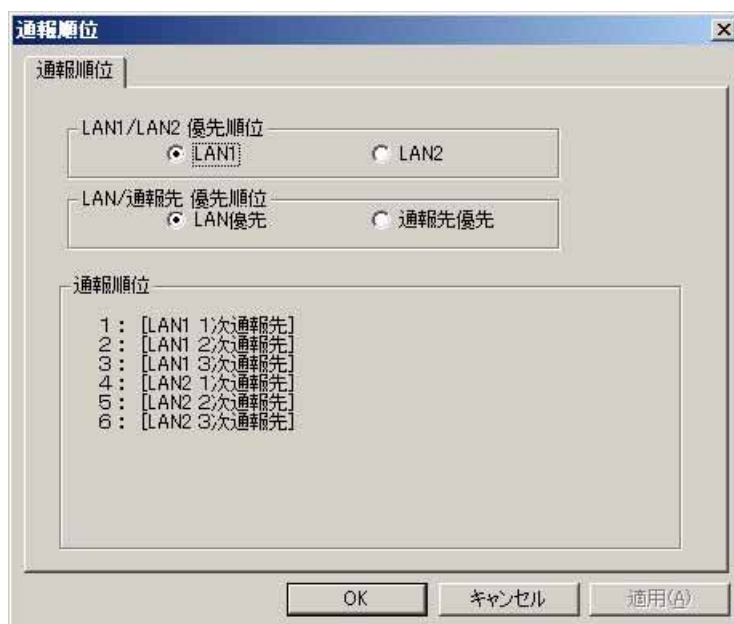 通報順位
通報順位
LAN1/LAN2 優先順位
LAN1 LAN2
LAN/通報先 優先順位
LAN優先 通報先優先
通報順位
1： [LAN1 1次通報先]
2： [LAN1 2次通報先]
3： [LAN1 3次通報先]
4： [LAN2 1次通報先]
5： [LAN2 2次通報先]
6： [LAN2 3次通報先]
OK キャンセル 適用(A)